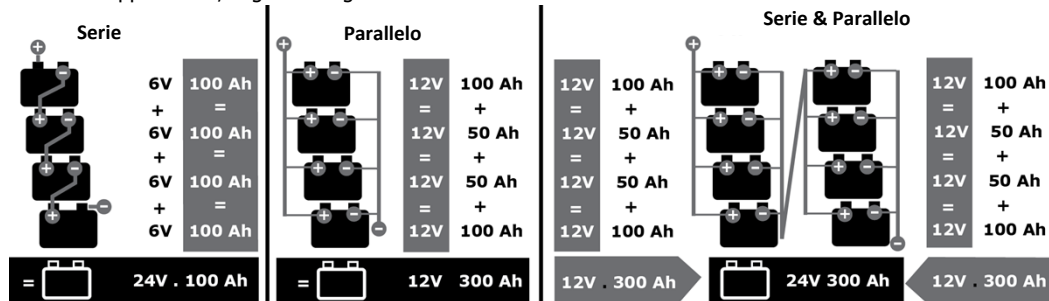 Serie
6V 100 Ah
+ =
6V 100 Ah
+ =
6V 100 Ah
+ =
6V 100 Ah
= 24V . 100 Ah
Parallelo
12V 100 Ah
= +
12V 50 Ah
= +
12V 50 Ah
= +
12V 100 Ah
= 12V 300 Ah
Serie & Parallelo
12V 100 Ah
= +
12V 50 Ah
= +
12V 50 Ah
= +
12V 100 Ah
12V . 300 Ah
24V 300 Ah
12V 100 Ah
= +
12V 50 Ah
= +
12V 50 Ah
= +
12V 100 Ah
12V . 300 Ah